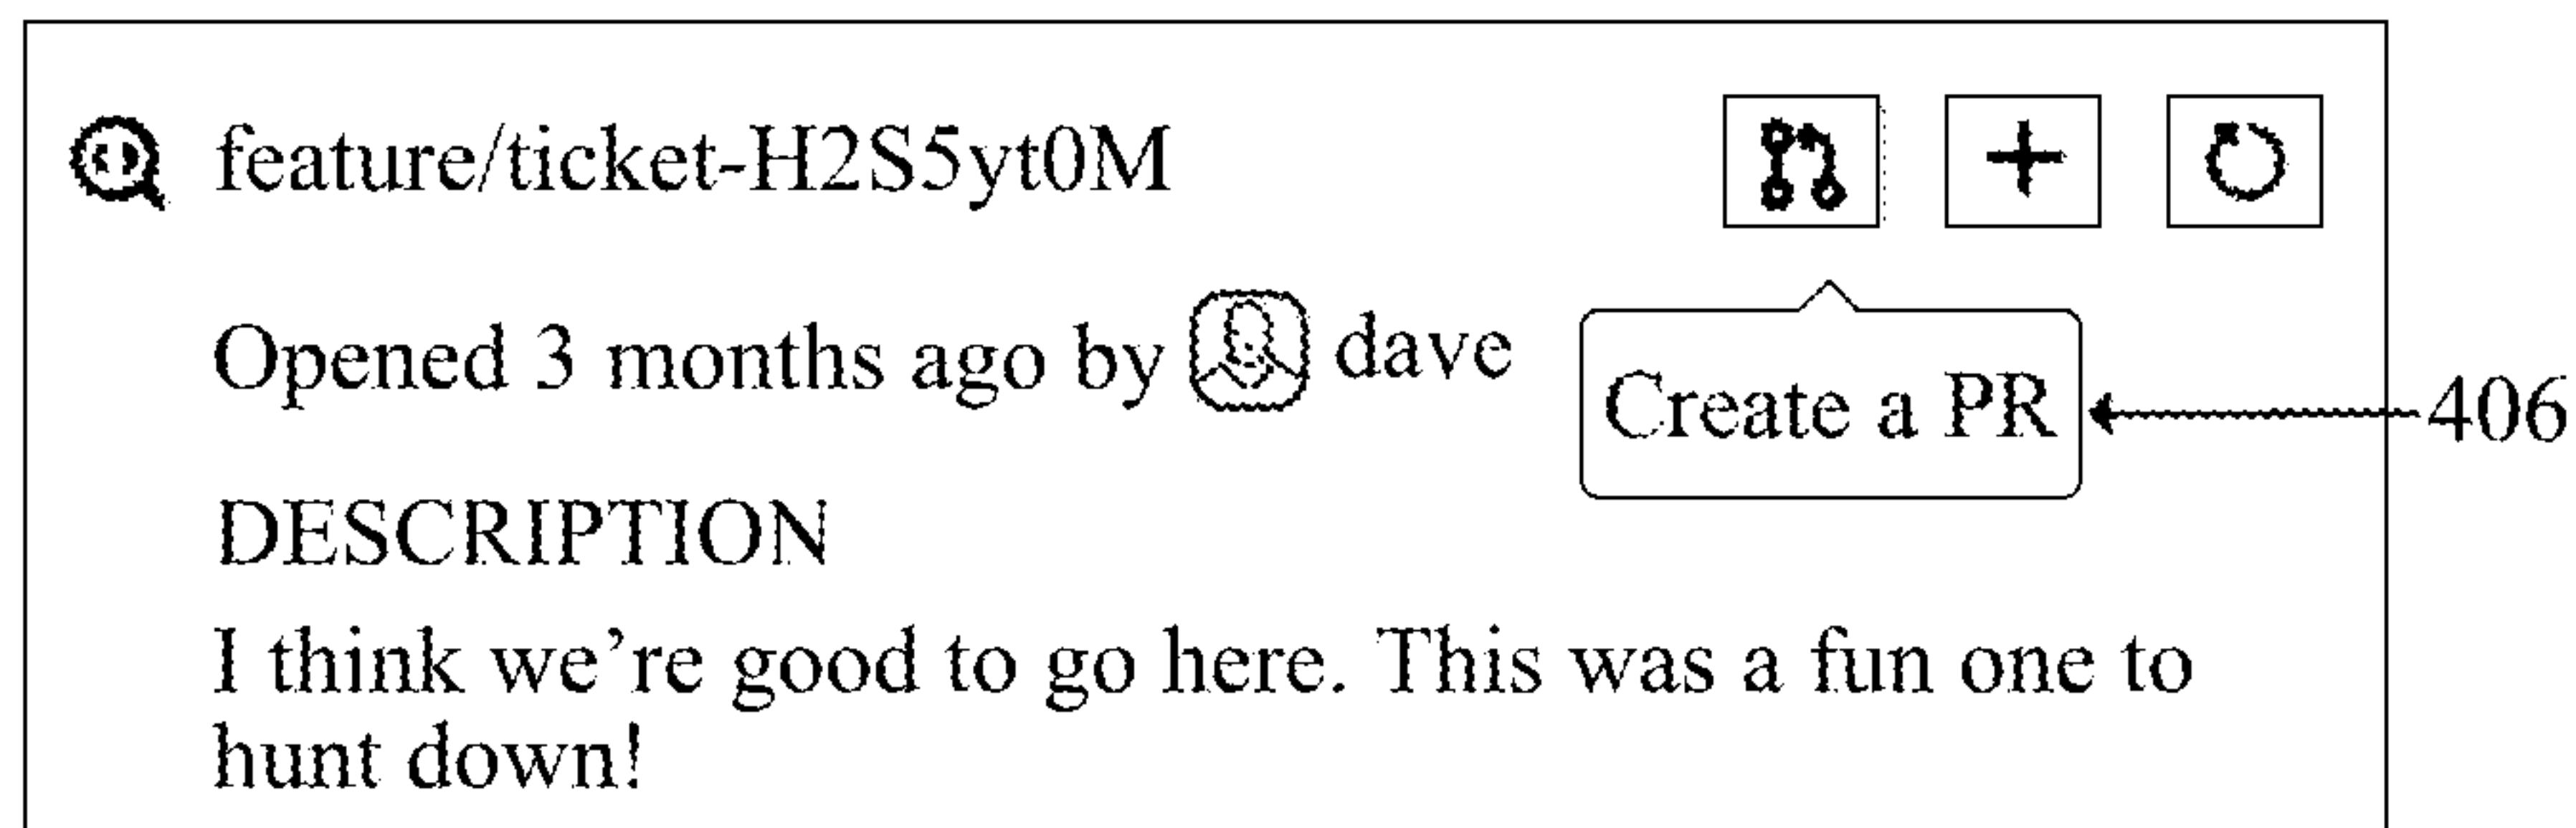 feature/ticket-H2S5yt0M
Opened 3 months ago by dave
Create a PR
406
DESCRIPTION
I think we’re good to go here. This was a fun one to
hunt down!